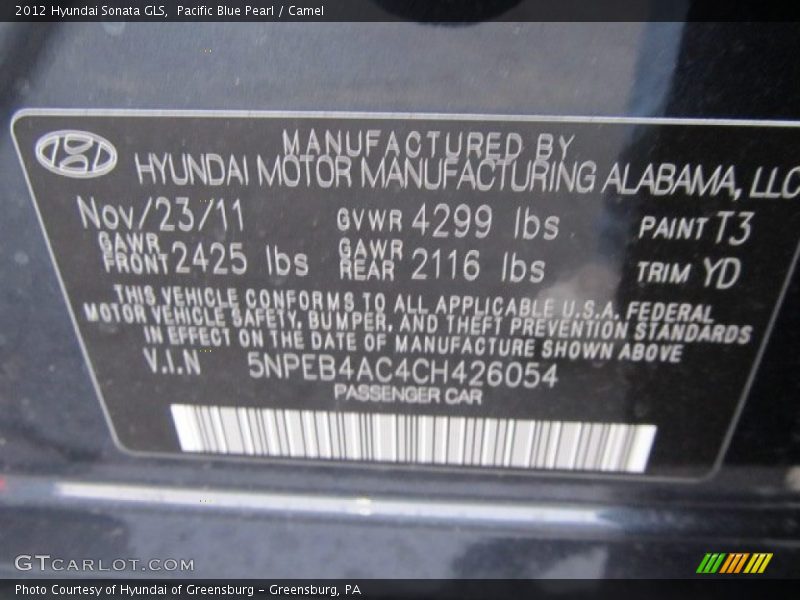 2012 Hyundai Sonata GLS, Pacific Blue Pearl / Camel
MANUFACTURED BY
HYUNDAI MOTOR MANUFACTURING ALABAMA, LLC
Nov/23/11 GVWR 4299 lbs PAINT T3
GAWR FRONT 2425 lbs GAWR REAR 2116 lbs TRIM YD
THIS VEHICLE CONFORMS TO ALL APPLICABLE U.S.A. FEDERAL
MOTOR VEHICLE SAFETY, BUMPER, AND THEFT PREVENTION STANDARDS
IN EFFECT ON THE DATE OF MANUFACTURE SHOWN ABOVE
V.I.N 5NPEB4AC4CH426054
PASSENGER CAR
GTCARLOT.COM
Photo Courtesy of Hyundai of Greensburg - Greensburg, PA